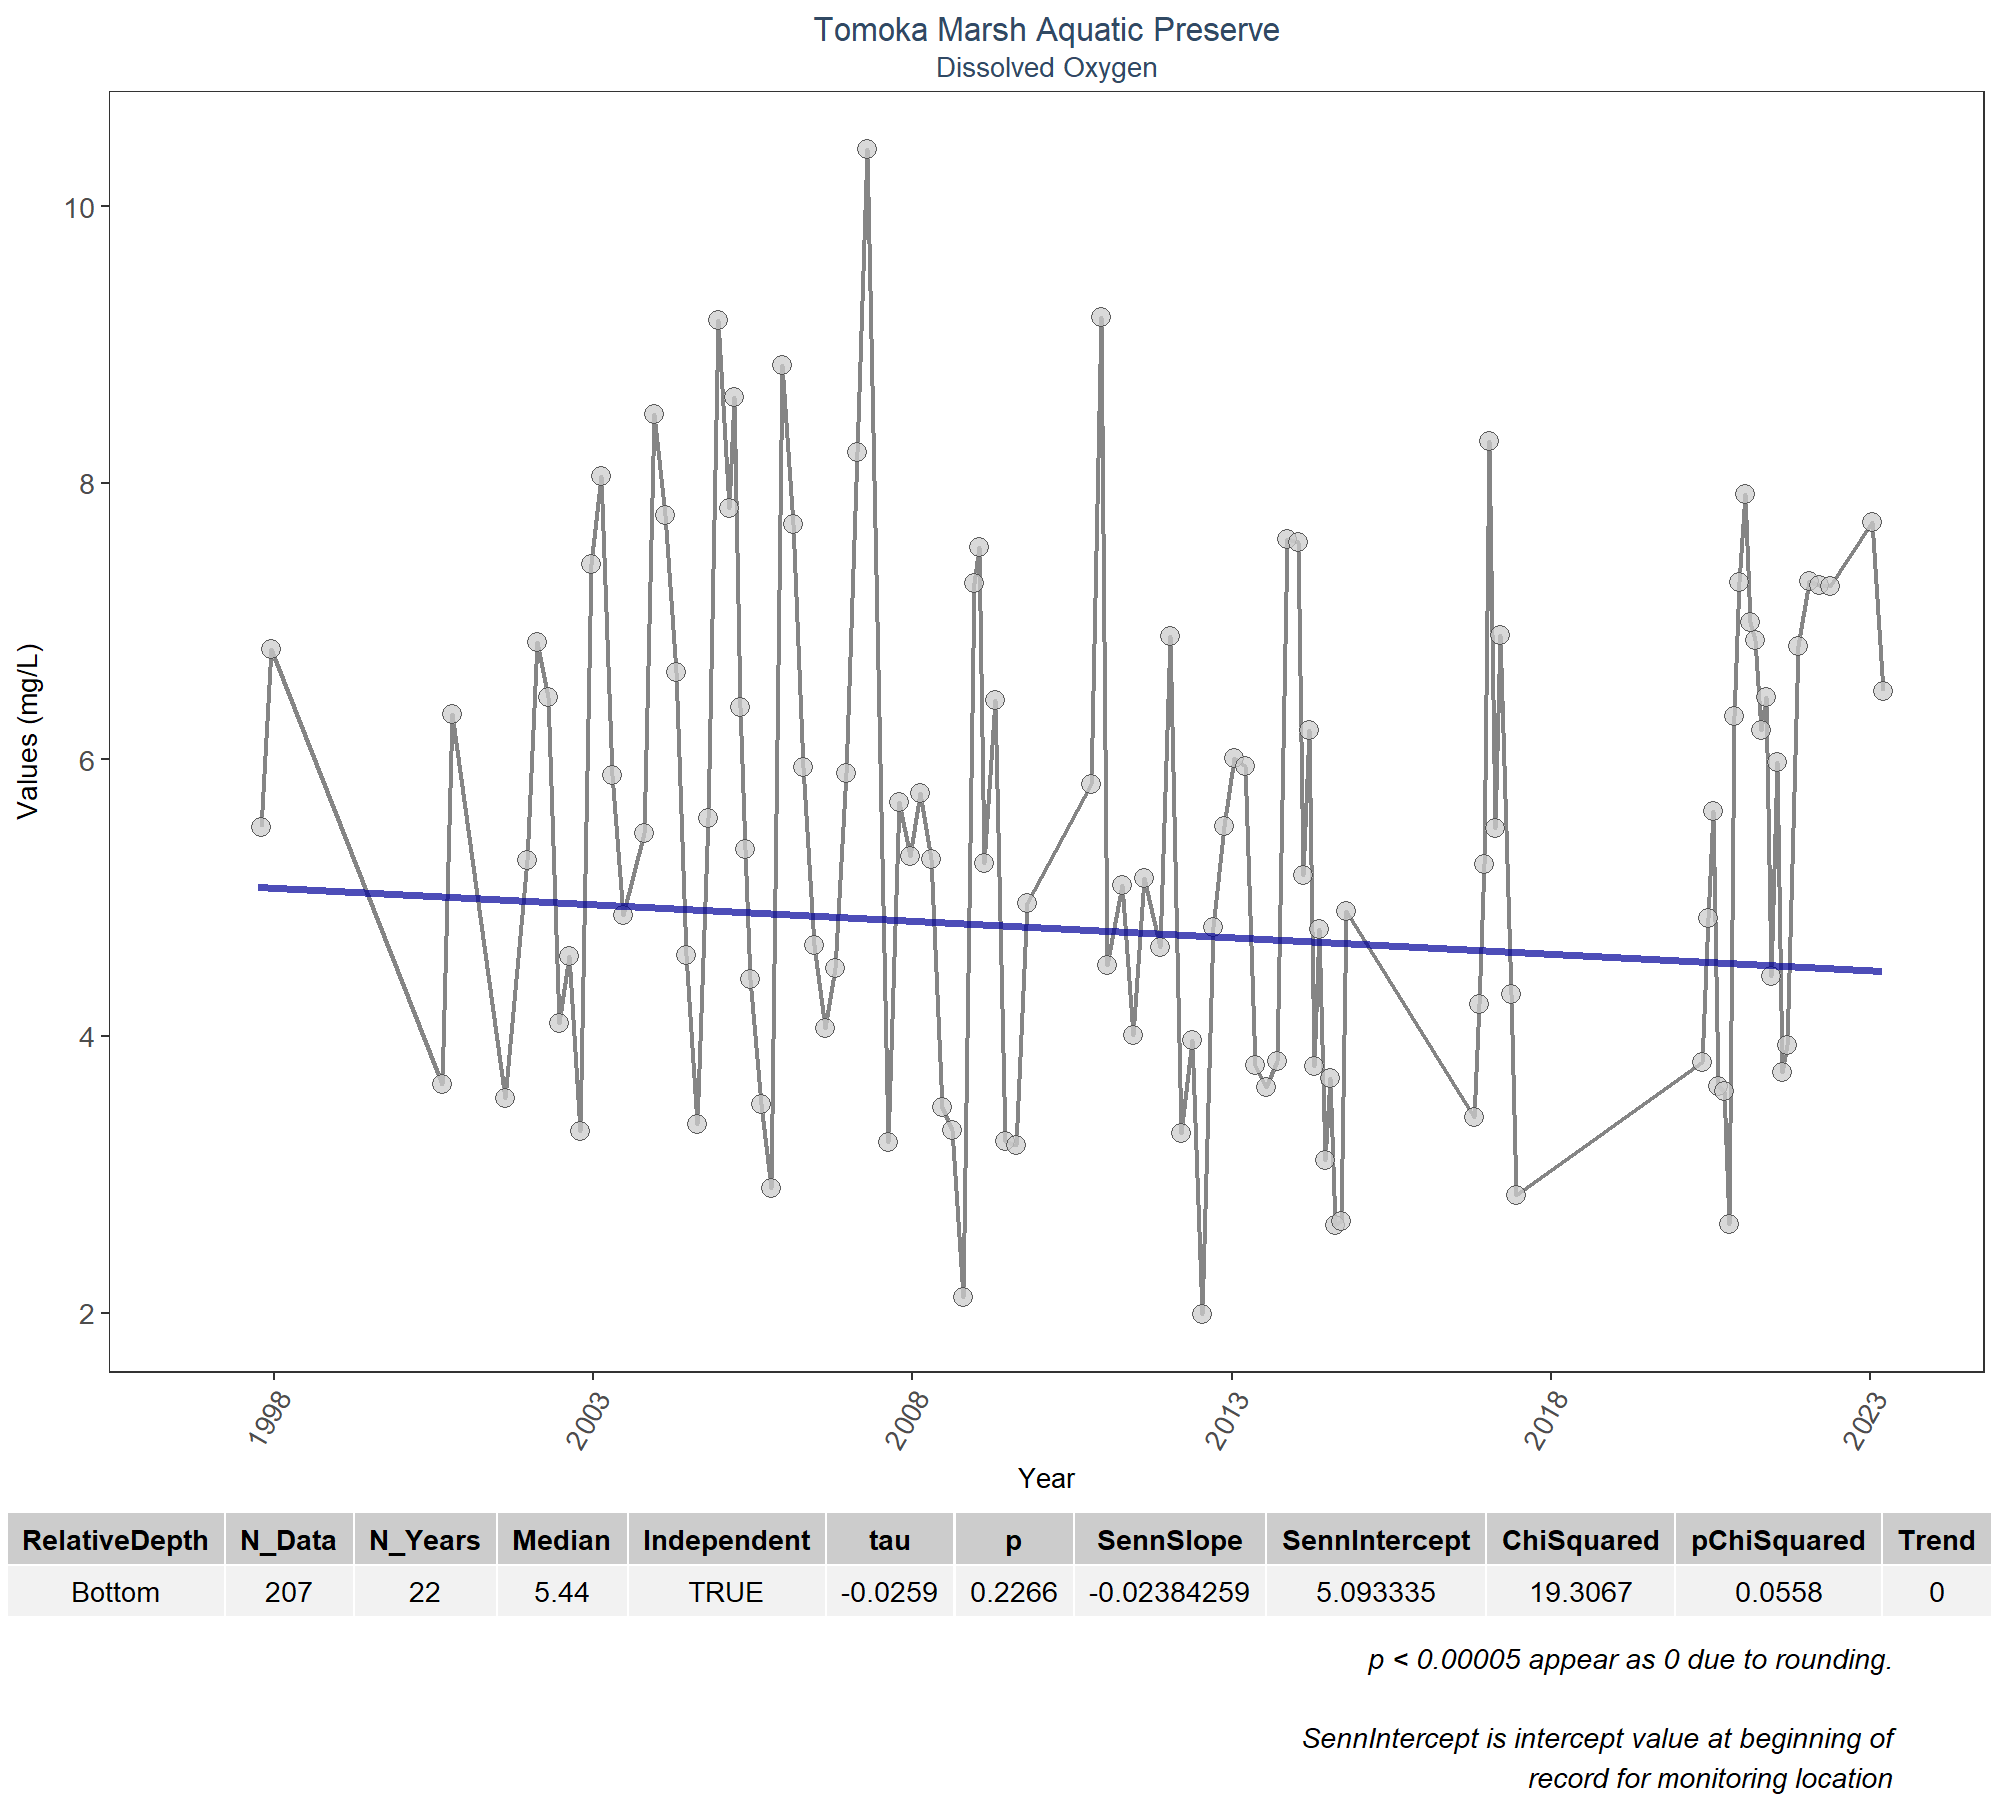 Tomoka Marsh Aquatic Preserve
Dissolved Oxygen
Values (mg/L)
10
8
6
4
2
1998 2003 2008 2013 2018 2023
Year
RelativeDepth N_Data N_Years Median Independent tau p SennSlope SennIntercept ChiSquared pChiSquared Trend
Bottom 207 22 5.44 TRUE -0.0259 0.2266 -0.02384259 5.093335 19.3067 0.0558 0
p < 0.00005 appear as 0 due to rounding.
SennIntercept is intercept value at beginning of
record for monitoring location